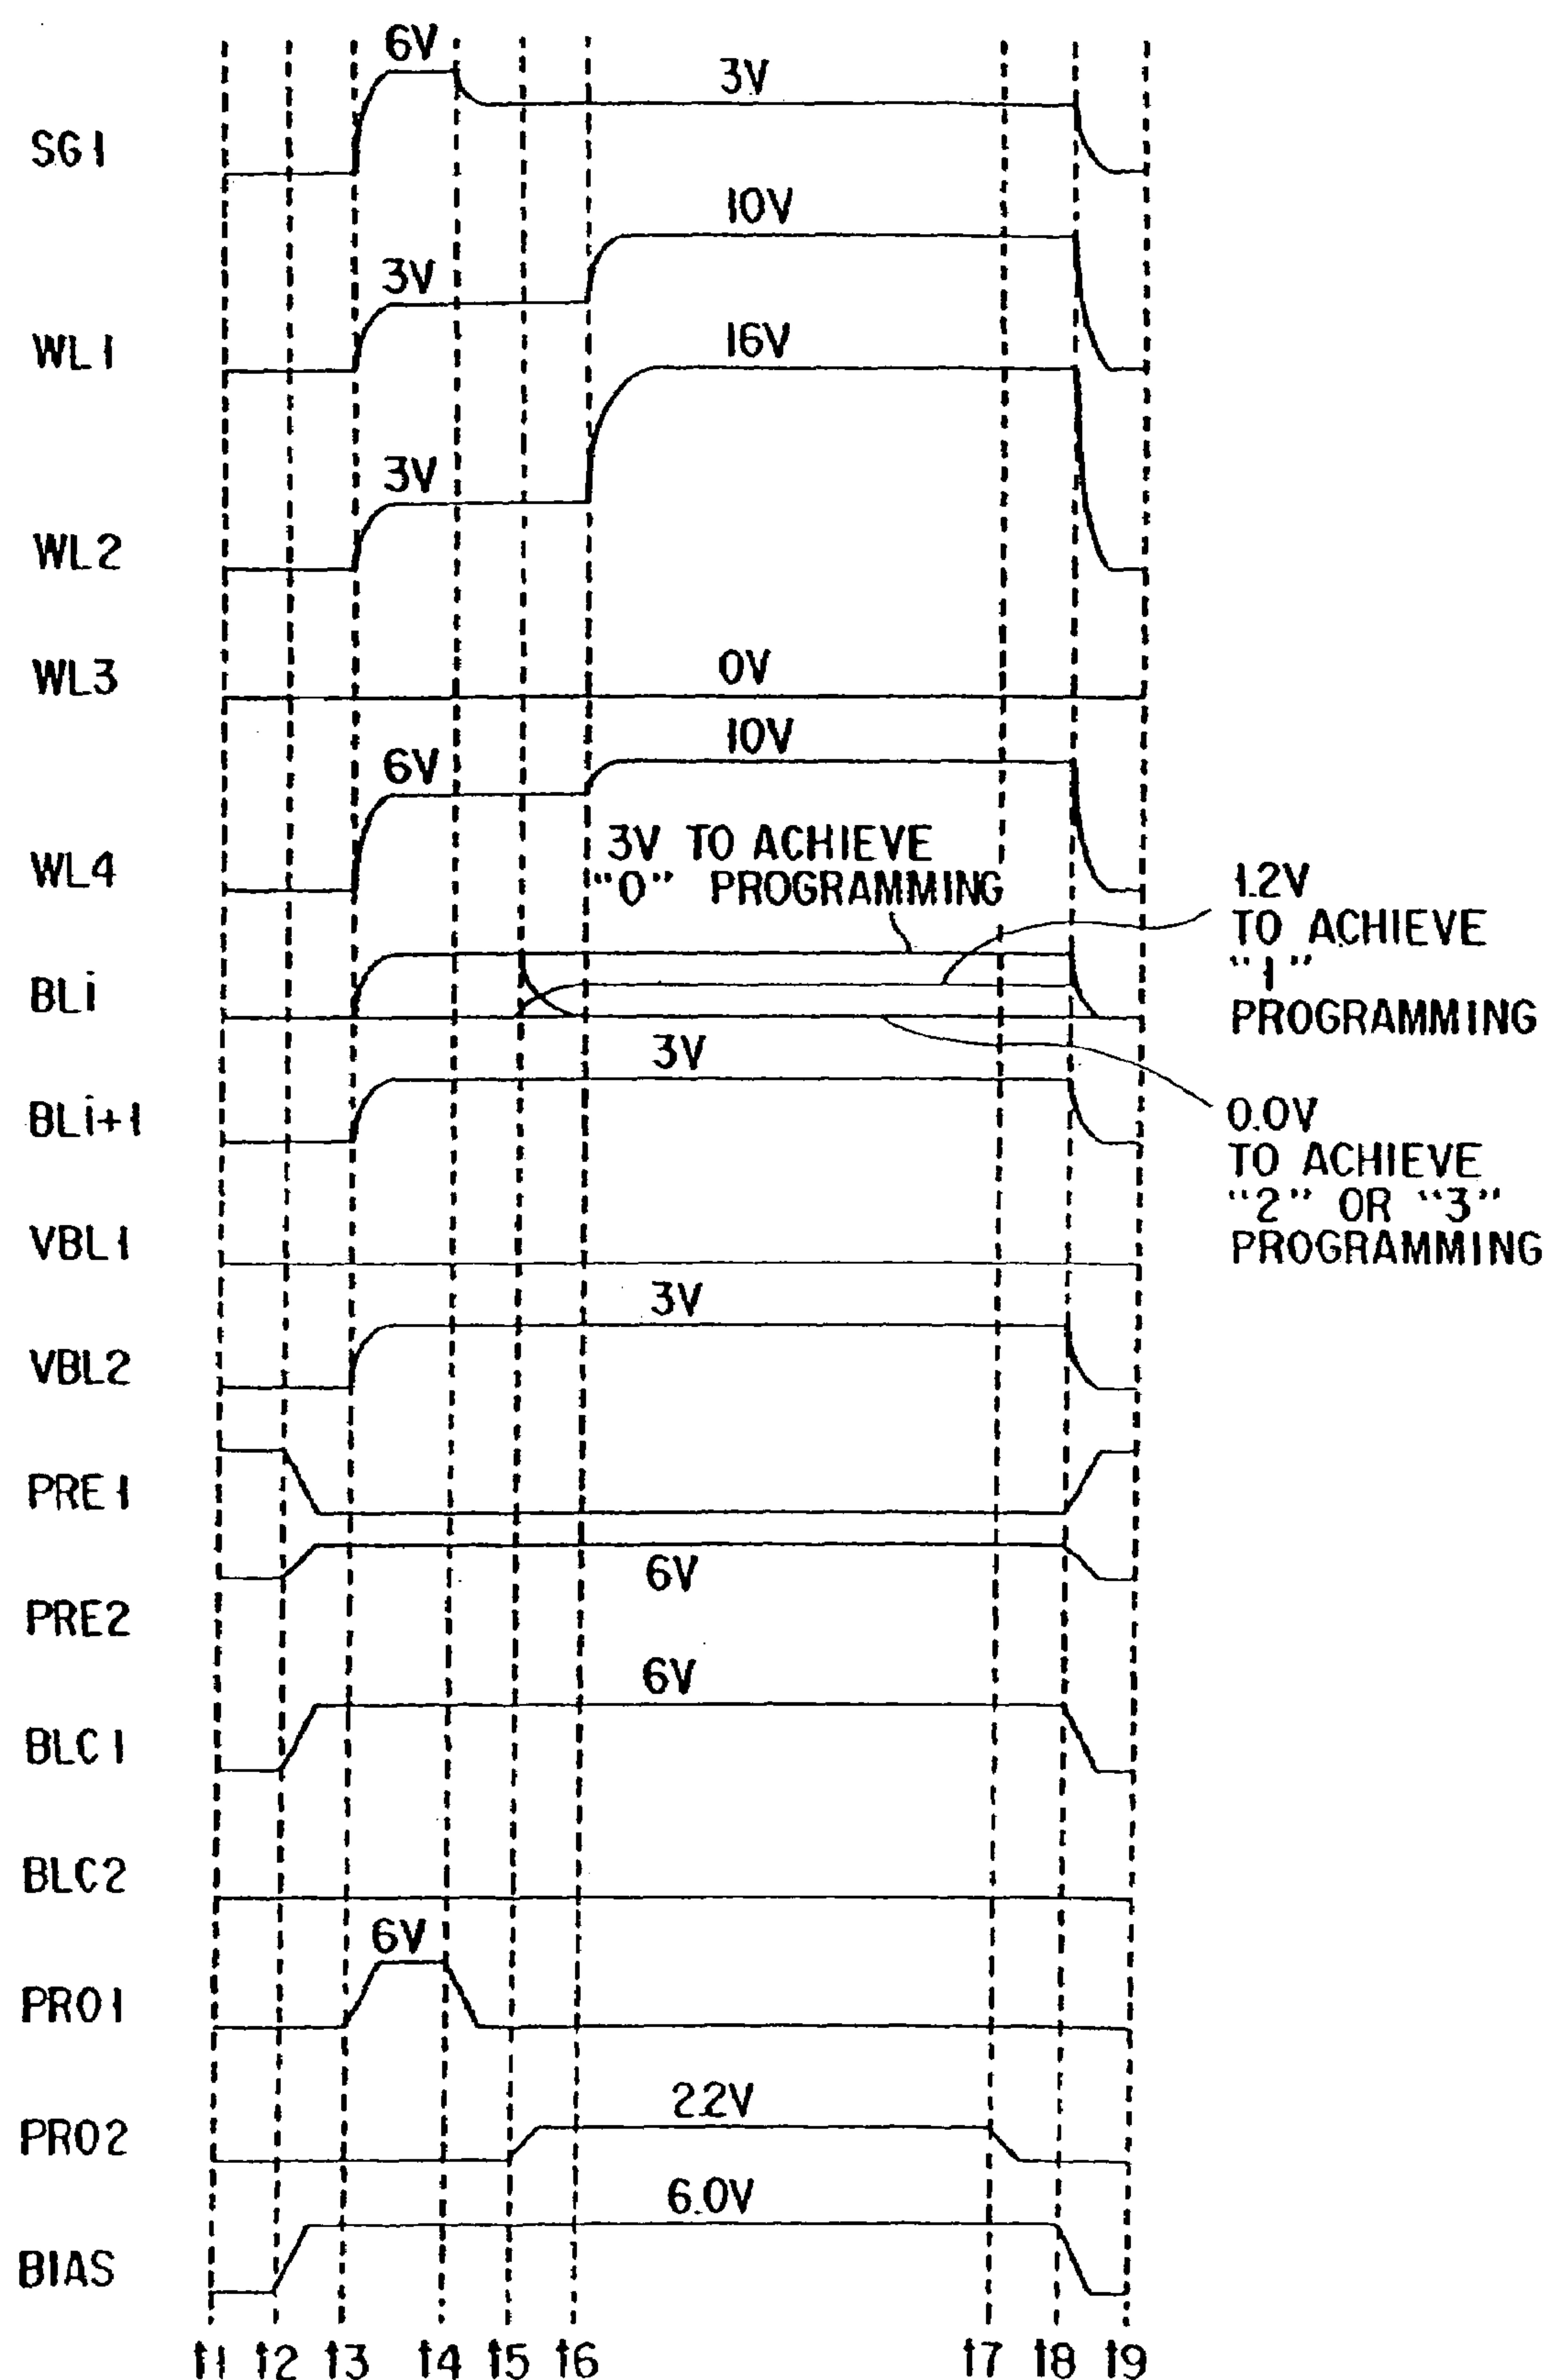 6V
3V
SG1
10V
3V
WL1
16V
3V
WL2
0V
WL3
10V
6V
WL4
3V TO ACHIEVE
"0" PROGRAMMING
1.2V
TO ACHIEVE
"1"
PROGRAMMING
BLi
3V
BLi+1
0.0V
TO ACHIEVE
"2" OR "3"
PROGRAMMING
VBL1
3V
VBL2
PRE1
6V
PRE2
6V
BLC1
BLC2
6V
PRO1
2.2V
PRO2
6.0V
BIAS
t1 t2 t3 t4 t5 t6 t7 t8 t9